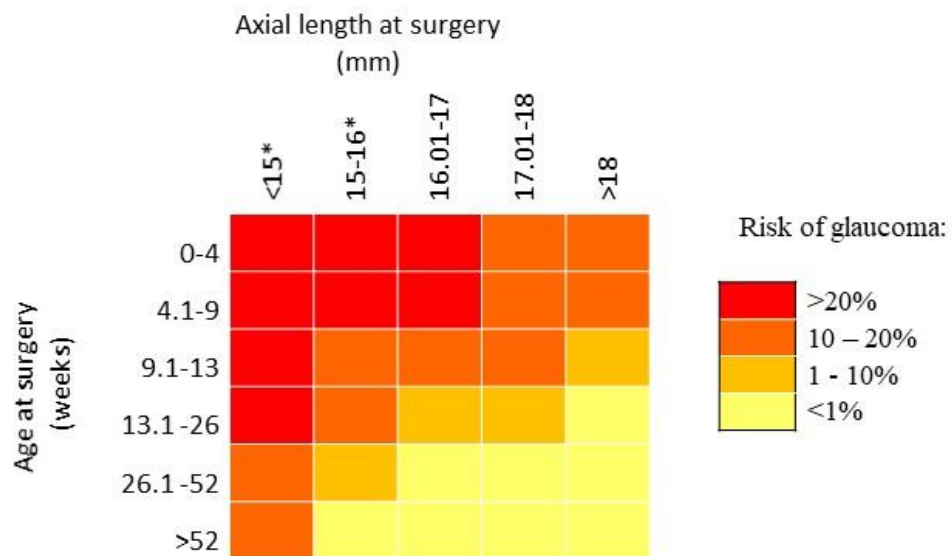 Axial length at surgery
(mm)
<15*
15-16*
16.01-17
17.01-18
>18
Age at surgery
(weeks)
0-4
4.1-9
9.1-13
13.1 -26
26.1 -52
>52
Risk of glaucoma:
>20%
10 – 20%
1 - 10%
<1%